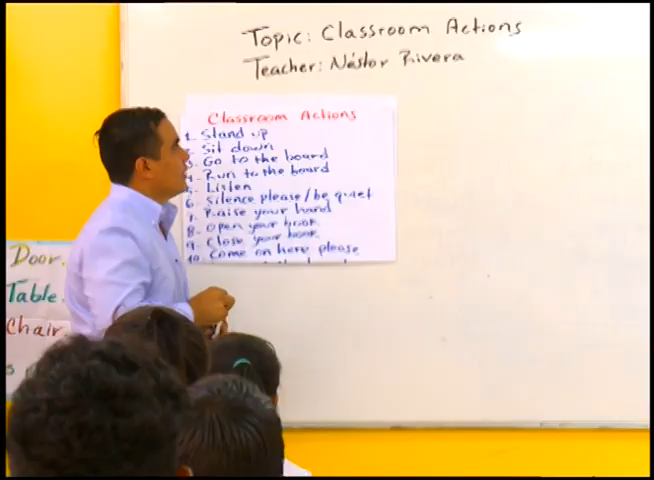 Topic: Classroom Actions
Teacher: Néstor Rivera
Classroom Actions
1. Stand up
Sit down
3. Go to the board
4. Run to the board
5. Listen
6. Silence please/be quiet
7. Raise your hand
8. Open your book
9. Close your book
10. Come on here please
Door.
Table.
Chair.